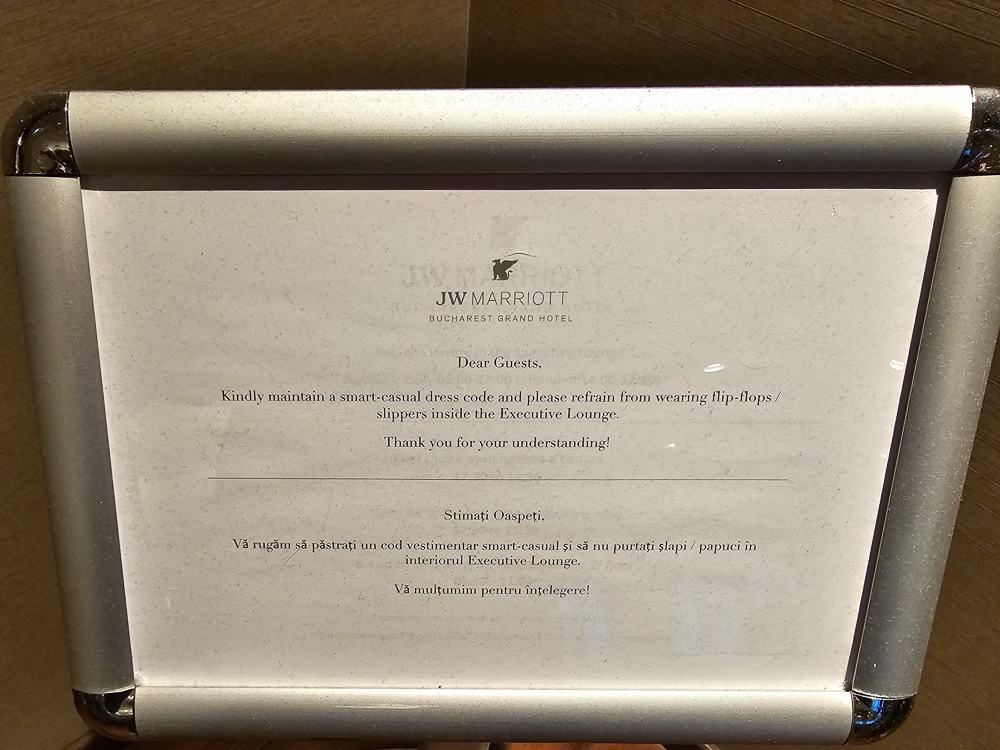 JW MARRIOTT
BUCHAREST GRAND HOTEL
Dear Guests,
Kindly maintain a smart-casual dress code and please refrain from wearing flip-flops /
slippers inside the Executive Lounge.
Thank you for your understanding!
Stimați Oaspeți,
Vă rugăm să păstrați un cod vestimentar smart-casual și să nu purtați șlapi / papuci în
interiorul Executive Lounge.
Vă mulțumim pentru înțelegere!